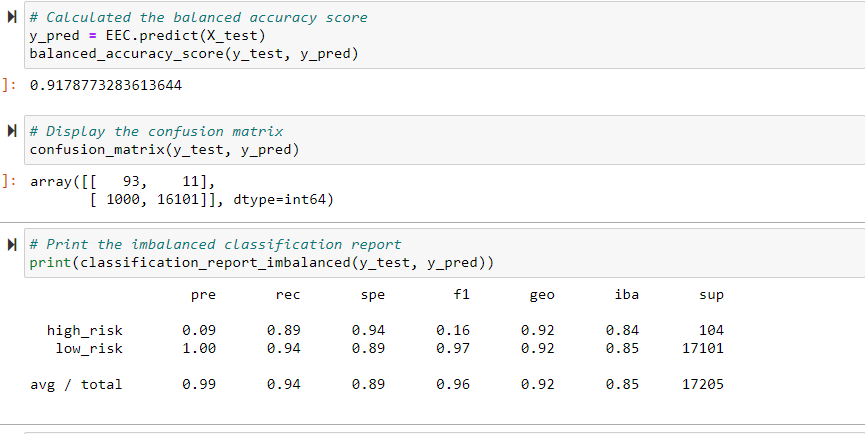 # Calculated the balanced accuracy score
y_pred = EEC.predict(X_test)
balanced_accuracy_score(y_test, y_pred)
]: 0.9178773283613644
# Display the confusion matrix
confusion_matrix(y_test, y_pred)
]: array([[   93,    11],
       [ 1000, 16101]], dtype=int64)
# Print the imbalanced classification report
print(classification_report_imbalanced(y_test, y_pred))
pre rec spe f1 geo iba sup
high_risk 0.09 0.89 0.94 0.16 0.92 0.84 104
low_risk 1.00 0.94 0.89 0.97 0.92 0.85 17101
avg / total 0.99 0.94 0.89 0.96 0.92 0.85 17205